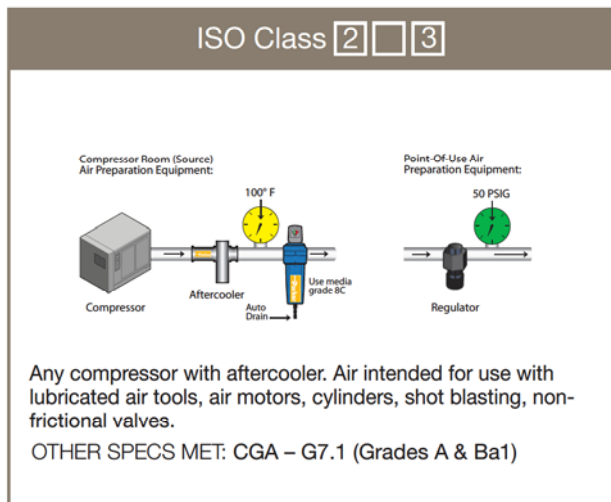 ISO Class 2 3
Compressor Room (Source)
Air Preparation Equipment:
100° F
Compressor
Aftercooler
Auto
Drain
Use media
grade 8C
Point-Of-Use Air
Preparation Equipment:
50 PSIG
Regulator
Any compressor with aftercooler. Air intended for use with
lubricated air tools, air motors, cylinders, shot blasting, non-
frictional valves.
OTHER SPECS MET: CGA – G7.1 (Grades A & Ba1)